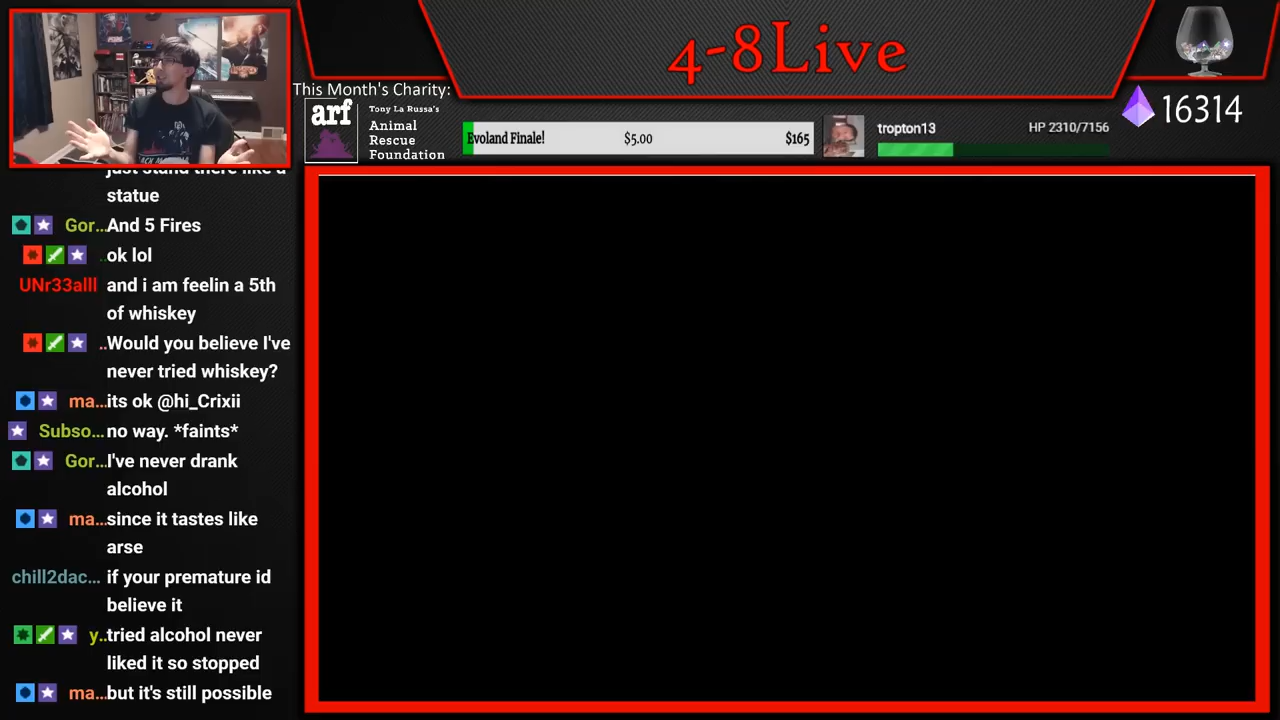 4-8Live
This Month's Charity:
arf
Tony La Russa's
Animal
Rescue
Foundation
Evoland Finale! $5.00 $165
tropton13 HP 2310/7156
16314
just stand there like a
statue
Gor... And 5 Fires
.. ok lol
UNr33alll and i am feelin a 5th
of whiskey
.. Would you believe I've
never tried whiskey?
ma... its ok @hi_Crixii
Subso... no way. *faints*
Gor... I've never drank
alcohol
ma... since it tastes like
arse
chill2dac... if your premature id
believe it
y.. tried alcohol never
liked it so stopped
ma... but it's still possible